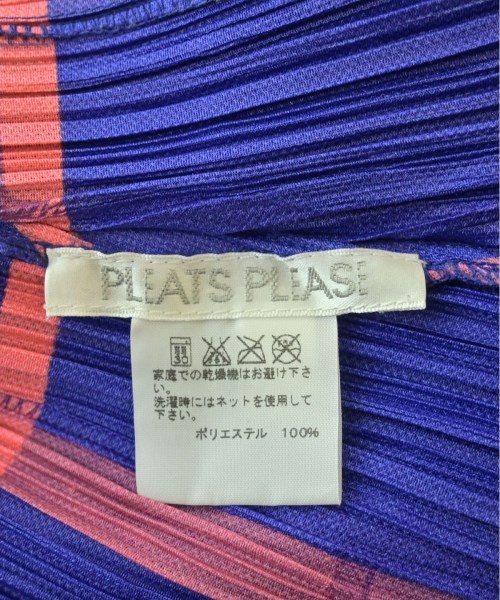 PLEATS PLEASE
弱
30
家庭での乾燥機はお避け下さ
い。
洗濯時にはネットを使用して
下さい。
ポリエステル 100%